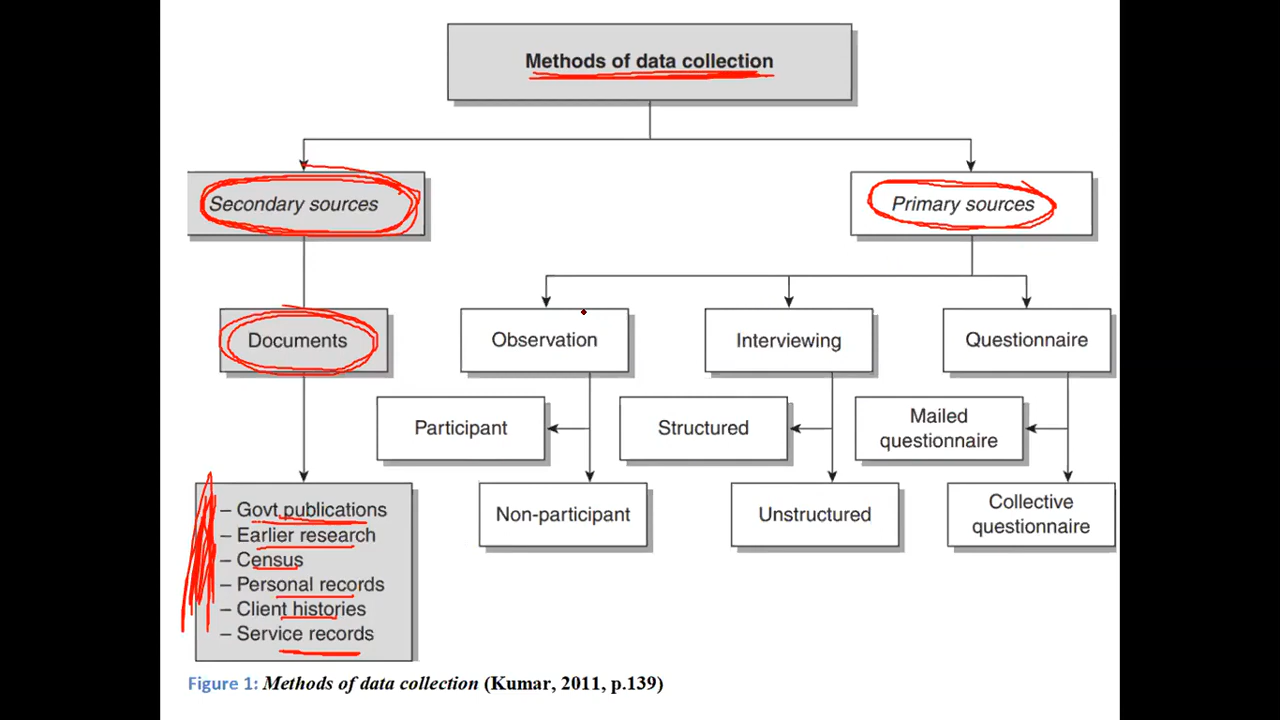 Methods of data collection
Secondary sources
Primary sources
Documents
Observation
Interviewing
Questionnaire
Participant
Structured
Mailed
questionnaire
Non-participant
Unstructured
Collective
questionnaire
– Govt publications
– Earlier research
– Census
– Personal records
– Client histories
– Service records
Figure 1: Methods of data collection (Kumar, 2011, p.139)